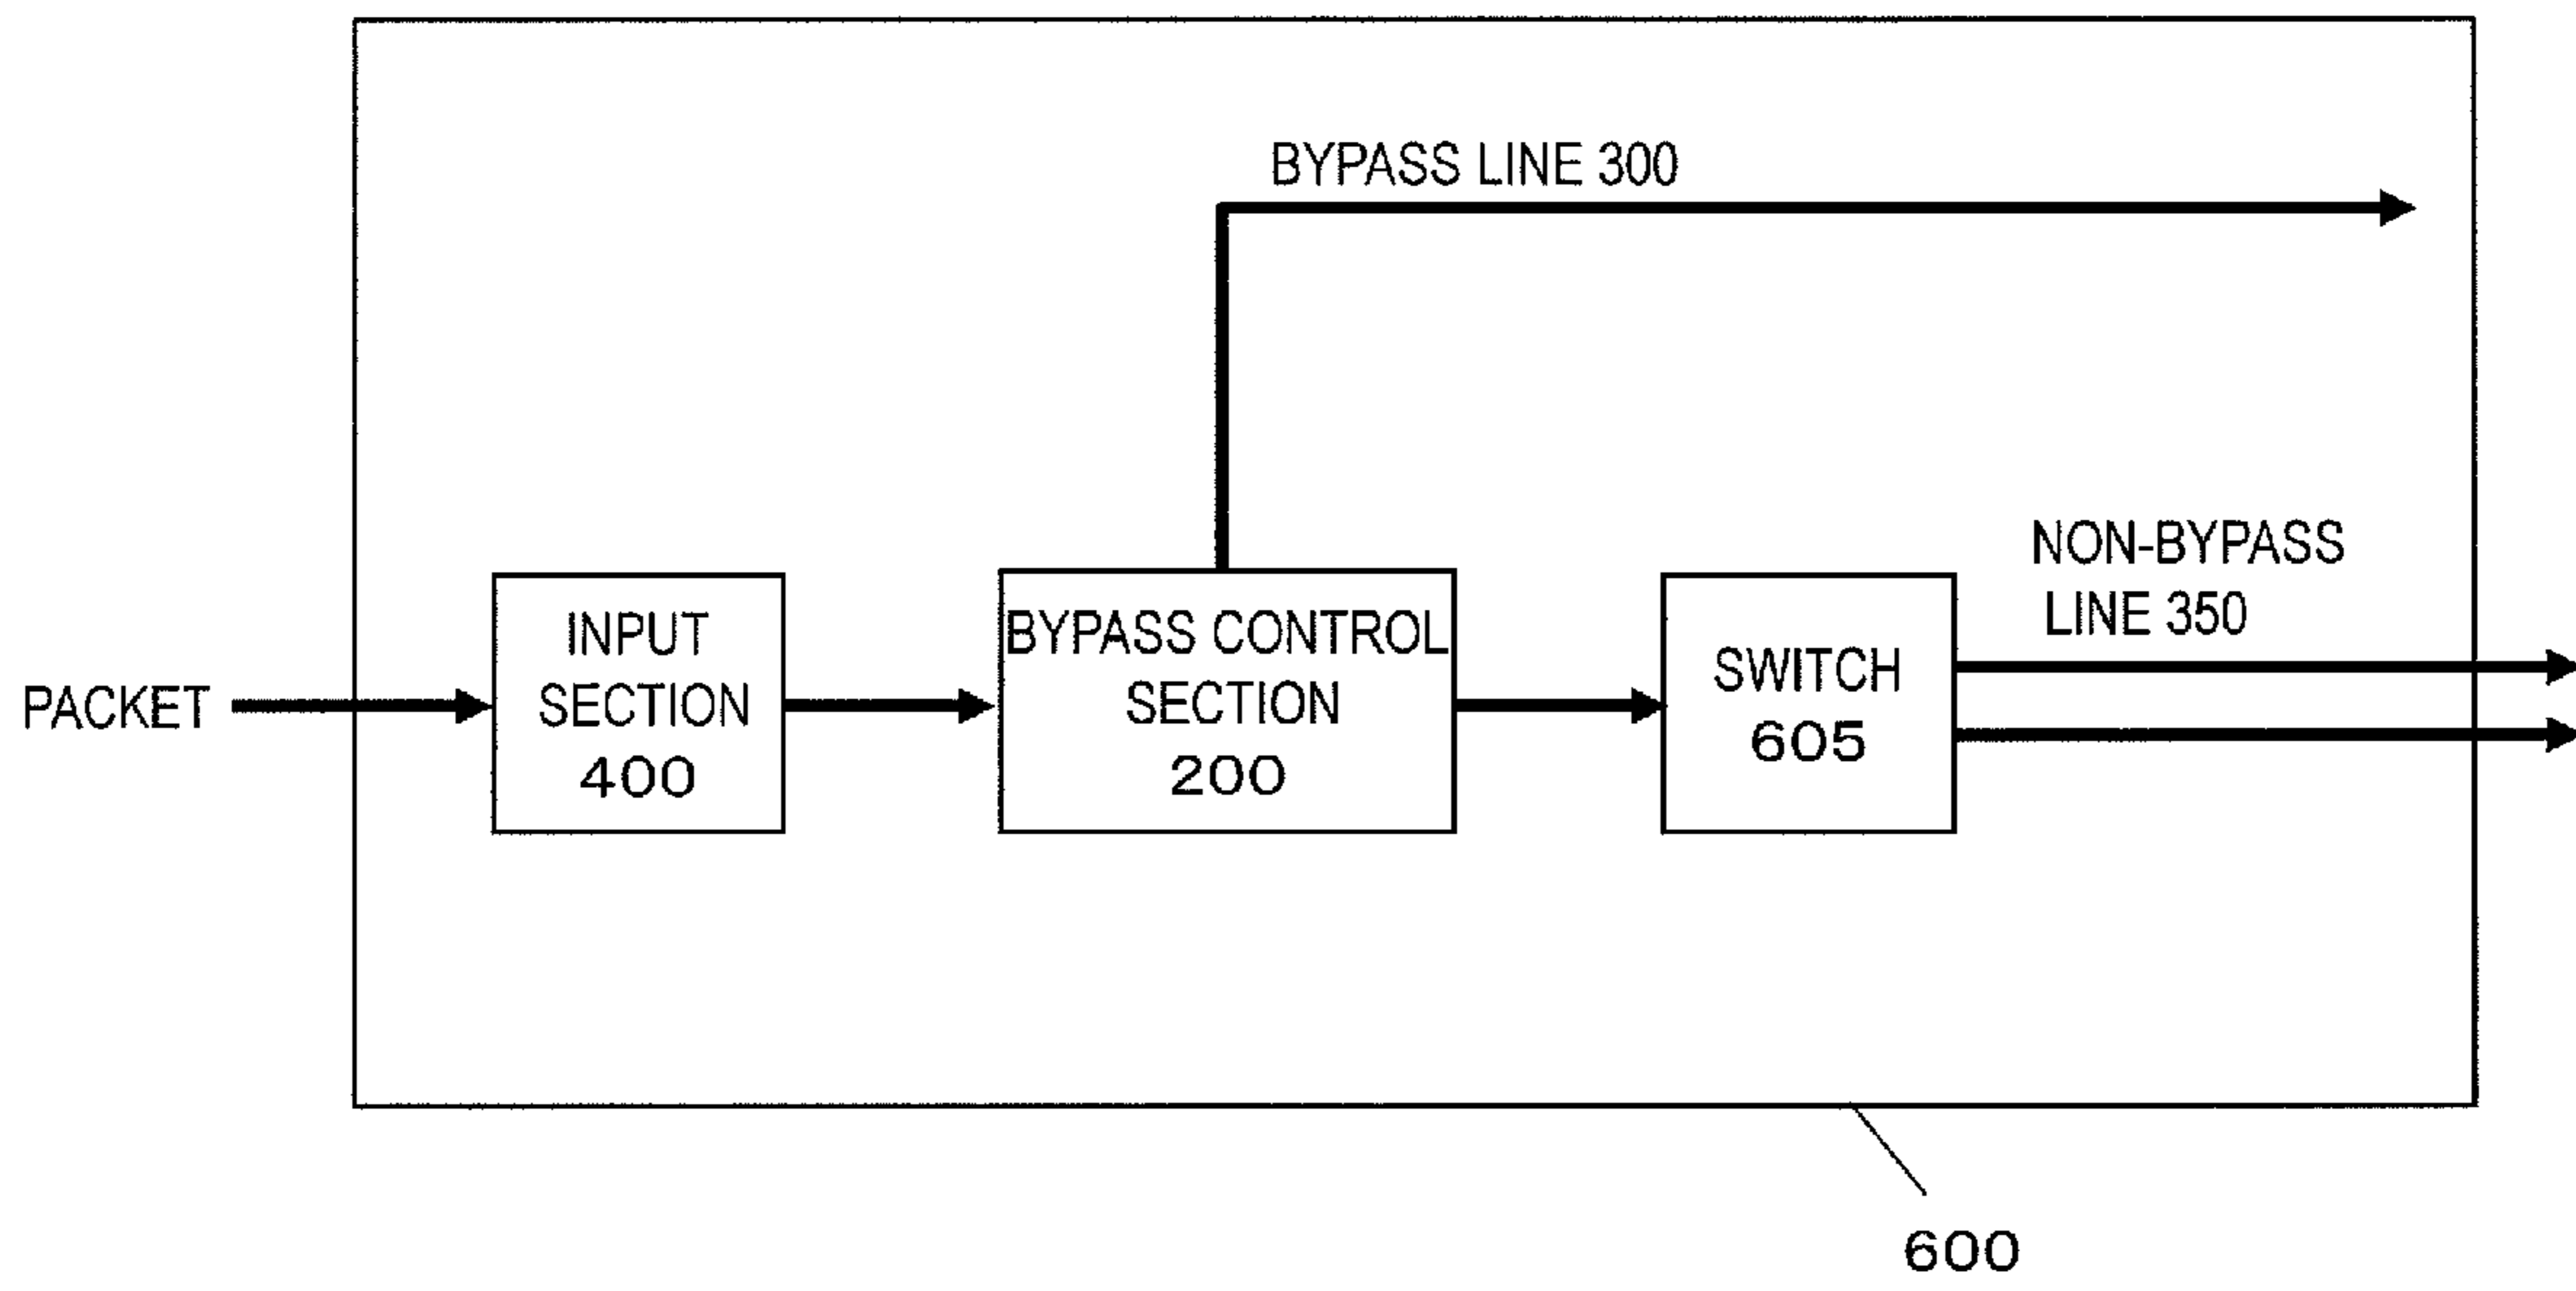 BYPASS LINE 300
NON-BYPASS
LINE 350
PACKET
INPUT
SECTION
400
BYPASS CONTROL
SECTION
200
SWITCH
605
600